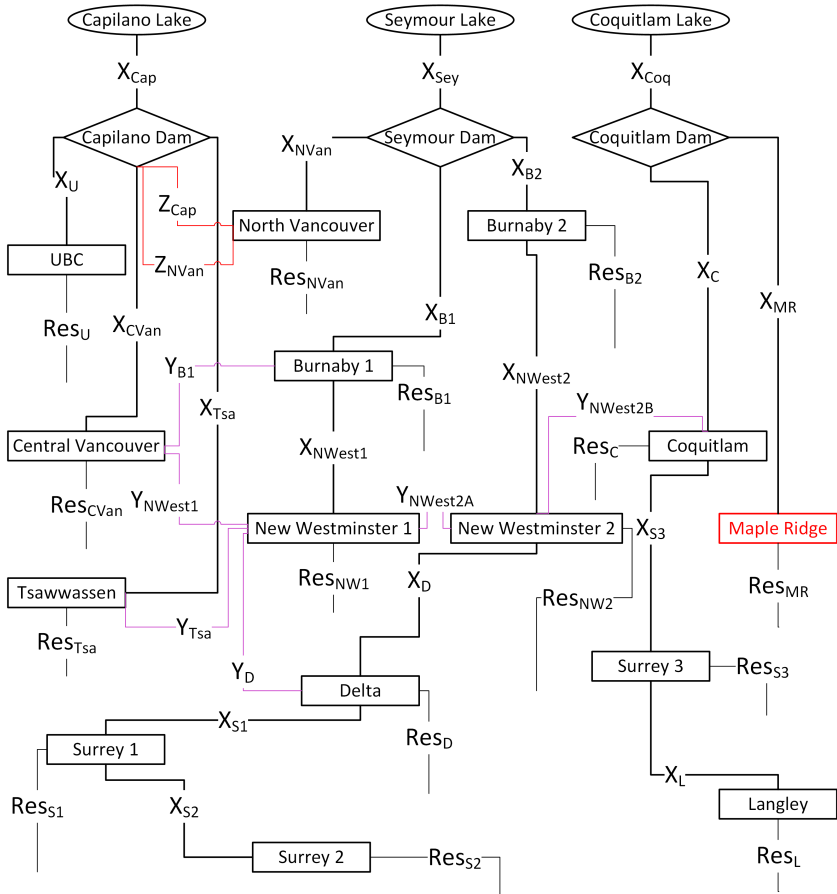 Capilano Lake
Seymour Lake
Coquitlam Lake
XCap
XSey
XCoq
Capilano Dam
Seymour Dam
Coquitlam Dam
XNVan
XB2
XU
ZCap
North Vancouver
Burnaby 2
UBC
ZNVan
ResNVan
ResB2
XC
XMR
ResU
XCVan
XB1
YB1
Burnaby 1
XNWest2
ResB1
XTsa
YNWest2B
Central Vancouver
XNWest1
ResC
Coquitlam
ResCVan
YNWest1
YNWest2A
New Westminster 1
New Westminster 2
XS3
Maple Ridge
ResNW1
XD
ResMR
Tsawwassen
ResNW2
ResTsa
YTsa
YD
Delta
Surrey 3
ResS3
XS1
ResD
Surrey 1
XL
ResS1
XS2
Langley
Surrey 2
ResS2
ResL